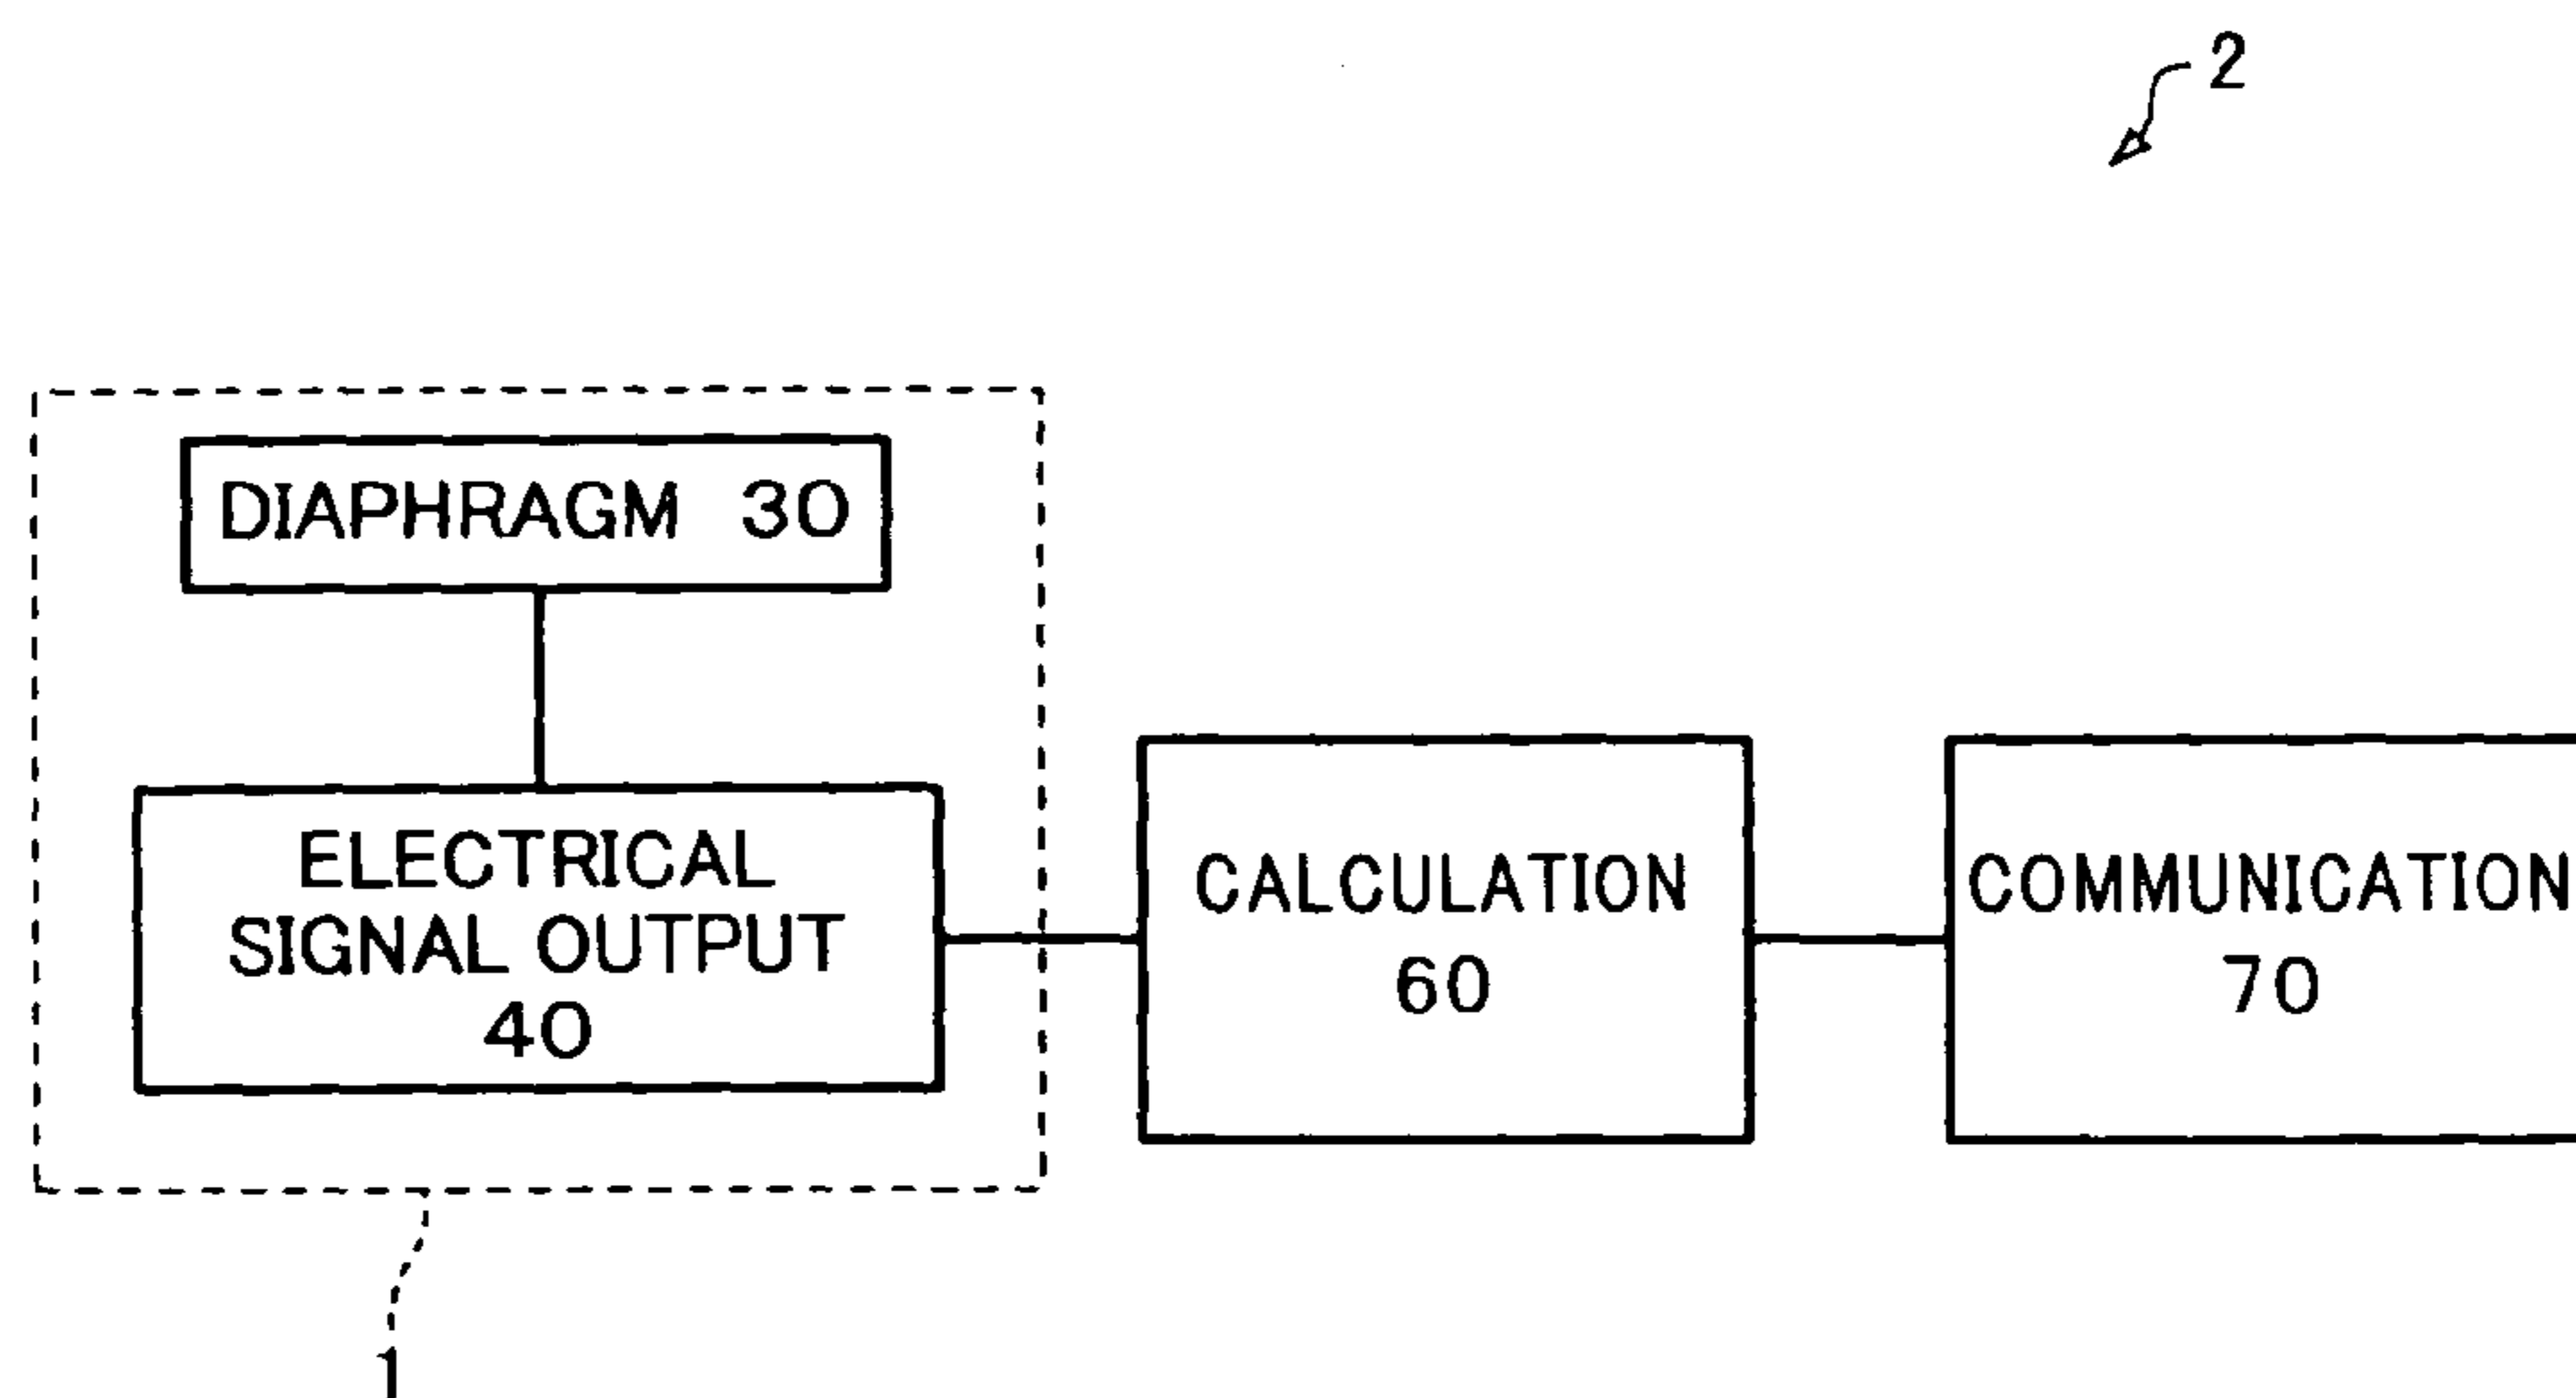 2
DIAPHRAGM 30
ELECTRICAL
SIGNAL OUTPUT
40
CALCULATION
60
COMMUNICATION
70
1